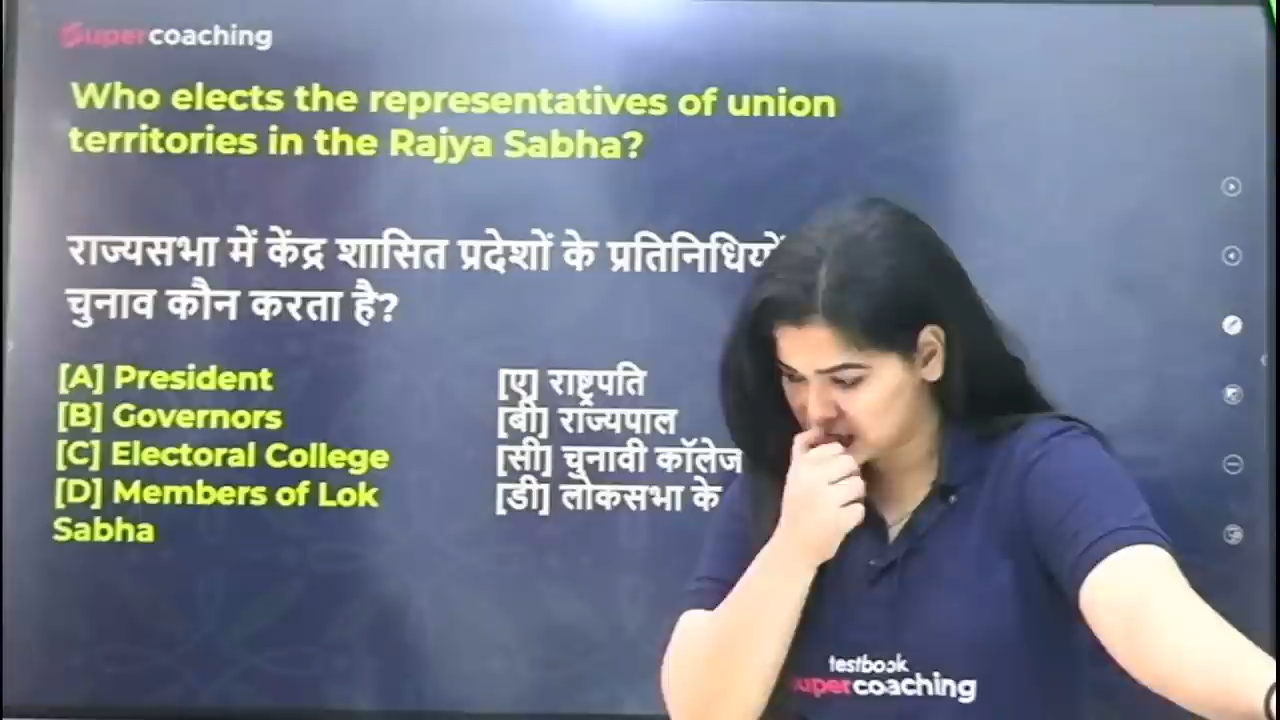 Supercoaching
Who elects the representatives of union
territories in the Rajya Sabha?
राज्यसभा में केंद्र शासित प्रदेशों के
चुनाव कौन करता है?
[A] President
[B] Governors
[C] Electoral College
[D] Members of Lok
Sabha
[ए] राष्ट्रपति
[बी] राज्यपाल
[सी] चुनावी कॉलेज
[डी] लोकसभा के
testbook
supercoaching